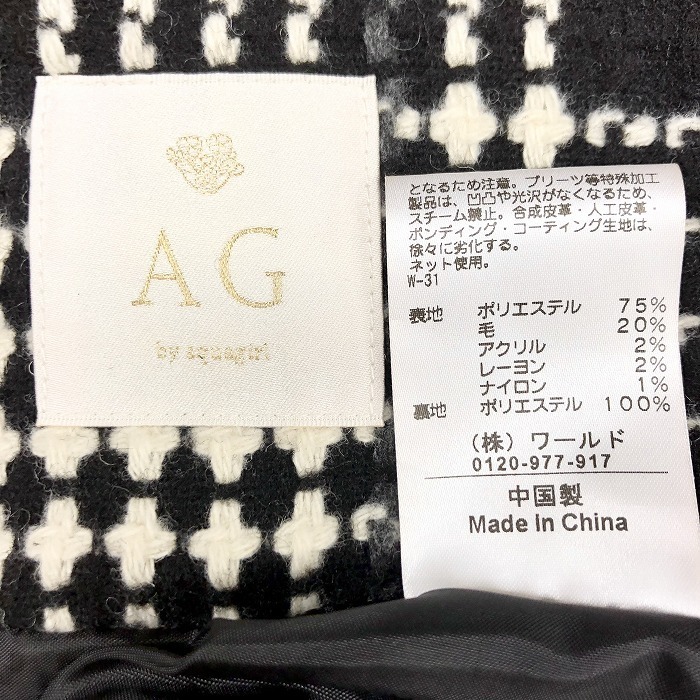 AG
by aquagirl
となるため注意。プリーツ等特殊加工
製品は、凹凸や光沢がなくなるため、
スチーム禁止。合成皮革・人工皮革・
ボンディング・コーティング生地は、
徐々に劣化する。
ネット使用。
W-31
表地 ポリエステル 75%
毛 20%
アクリル 2%
レーヨン 2%
ナイロン 1%
裏地 ポリエステル 100%
(株) ワールド
0120-977-917
中国製
Made In China